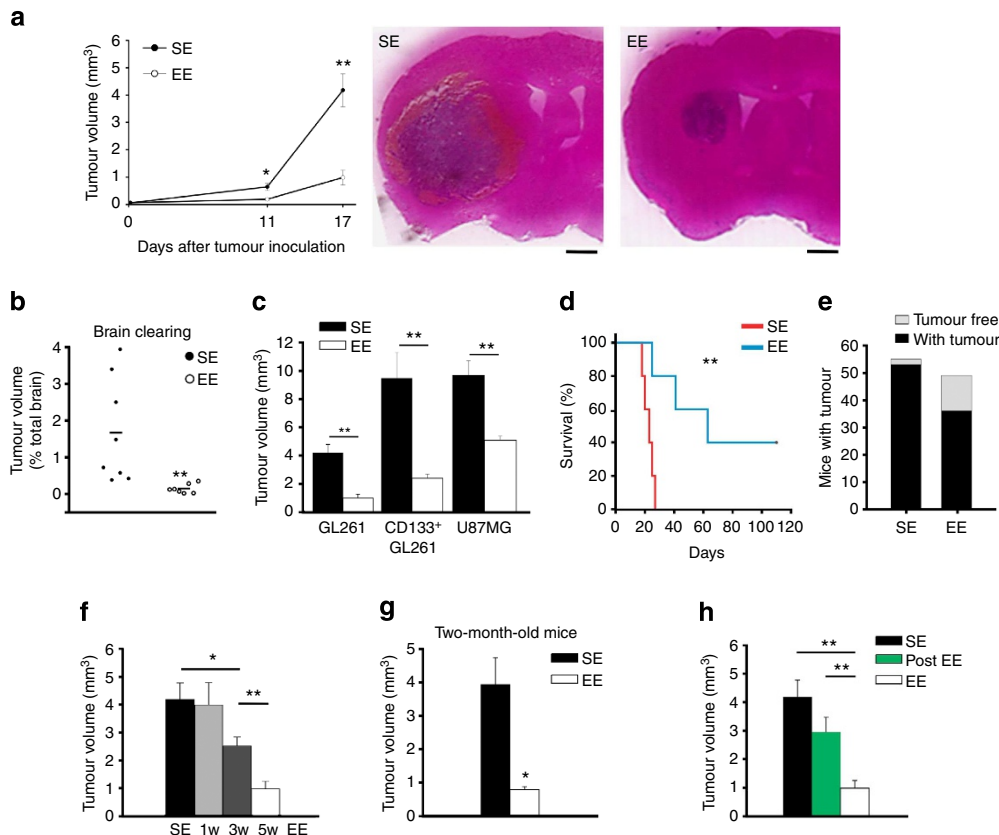 a
Tumour volume (mm³)
6
5
4
3
2
1
0
SE
EE
*
**
0 11 17
Days after tumour inoculation
SE
EE
b
Brain clearing
Tumour volume
(% total brain)
4
3
2
1
0
SE
EE
**
c
Tumour volume (mm³)
12
10
8
6
4
2
0
SE
EE
**
**
**
GL261 CD133⁺ U87MG
GL261
d
Survival (%)
100
80
60
40
20
0
SE
EE
**
0 20 40 60 80 100 120
Days
e
Tumour free
With tumour
Mice with tumour
60
50
40
30
20
10
0
SE EE
f
Tumour volume (mm³)
6
5
4
3
2
1
0
*
**
SE 1w 3w 5w EE
g
Two-month-old mice
Tumour volume (mm³)
5
4
3
2
1
0
SE
EE
*
h
Tumour volume (mm³)
6
5
4
3
2
1
0
SE
Post EE
EE
**
**